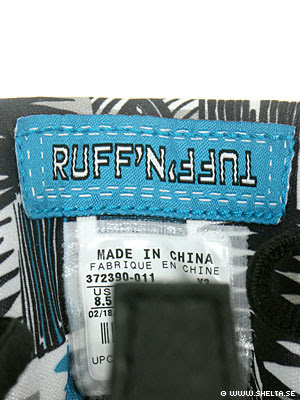 RUFF'N'TUFF
MADE IN CHINA
FABRIQUE EN CHINE
372390-011
US
8.5
02/18
UPC
© WWW.SHELTA.SE